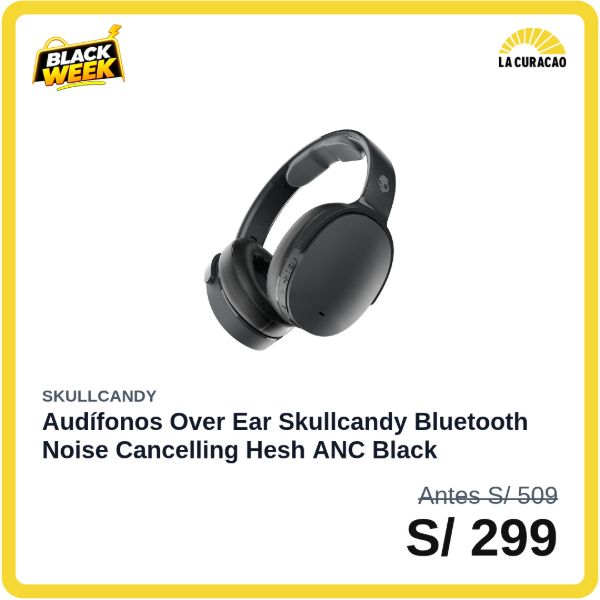 BLACK
WEEK
LA CURACAO
SKULLCANDY
Audífonos Over Ear Skullcandy Bluetooth
Noise Cancelling Hesh ANC Black
Antes S/ 509
S/ 299